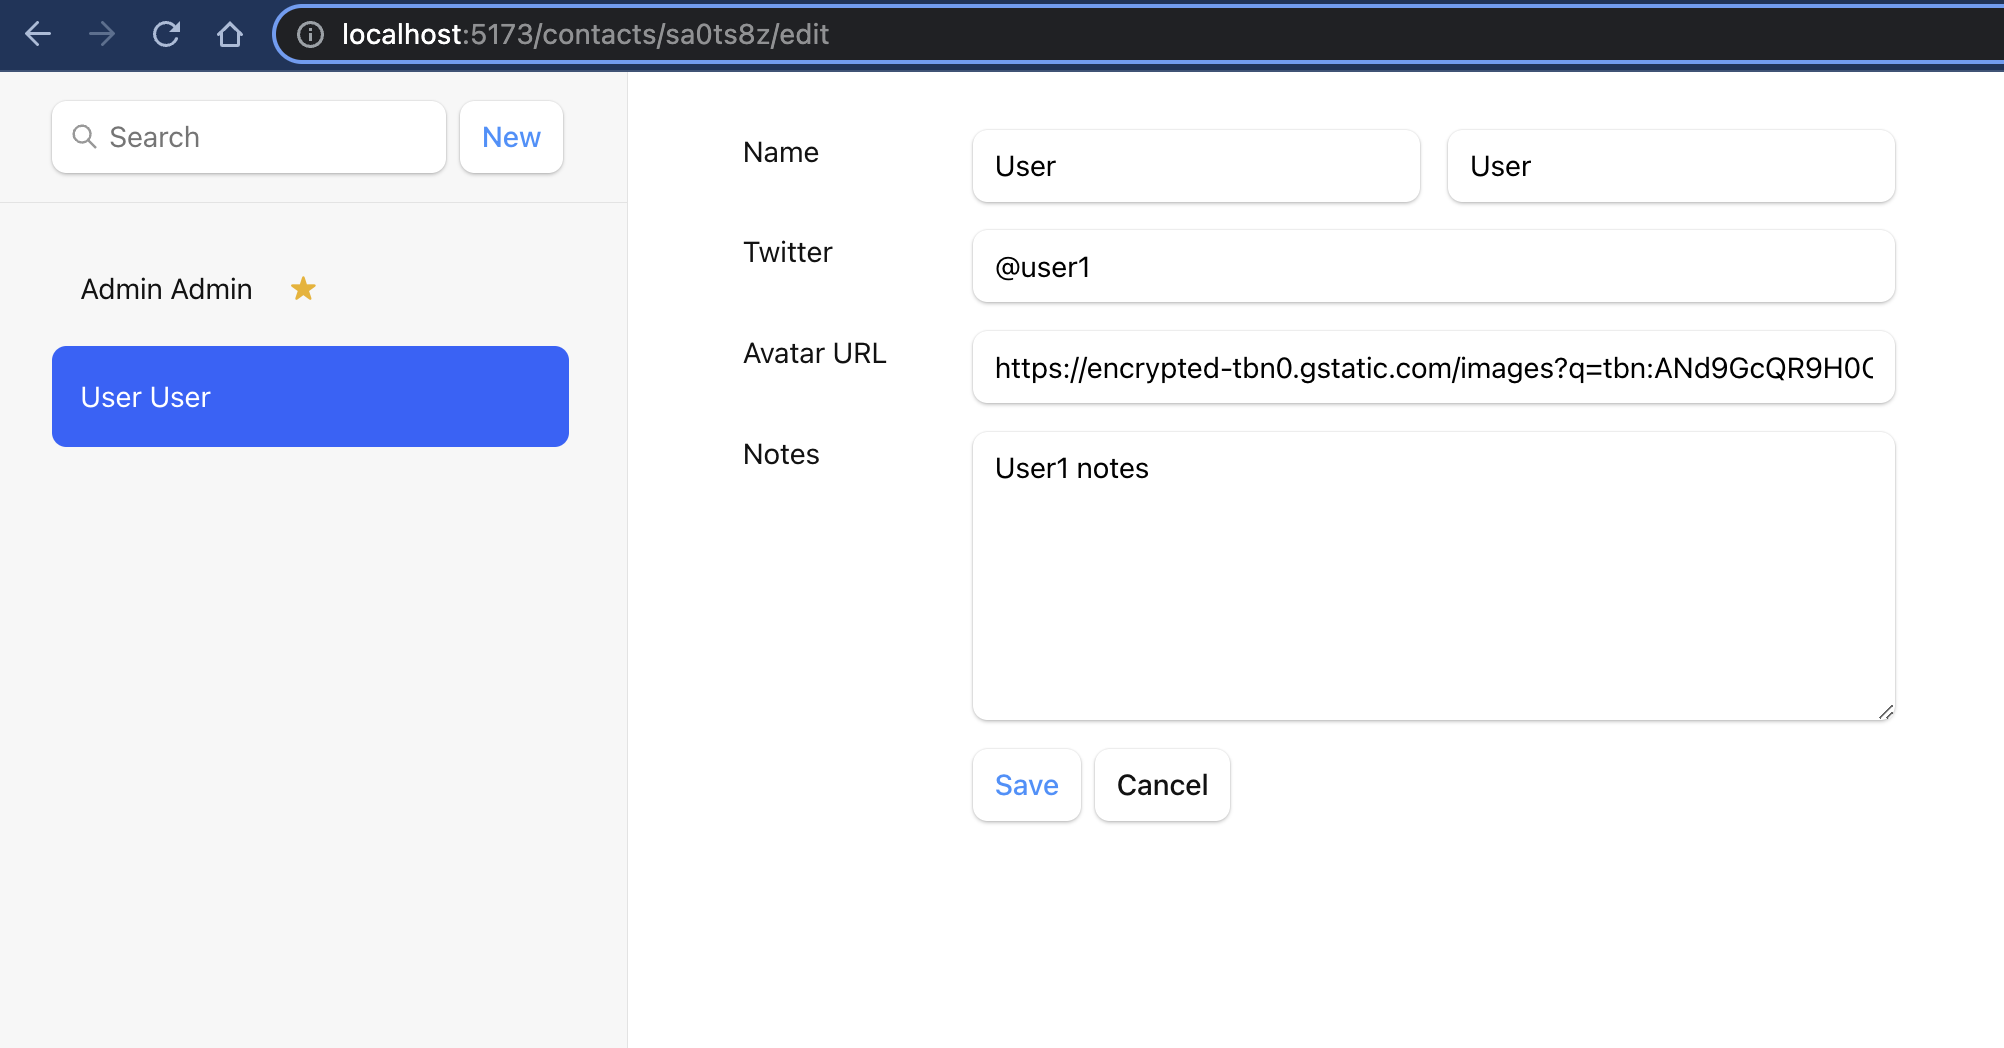 localhost:5173/contacts/sa0ts8z/edit
Search
New
Admin Admin
User User
Name
User
User
Twitter
@user1
Avatar URL
https://encrypted-tbn0.gstatic.com/images?q=tbn:ANd9GcQR9H0
Notes
User1 notes
Save
Cancel